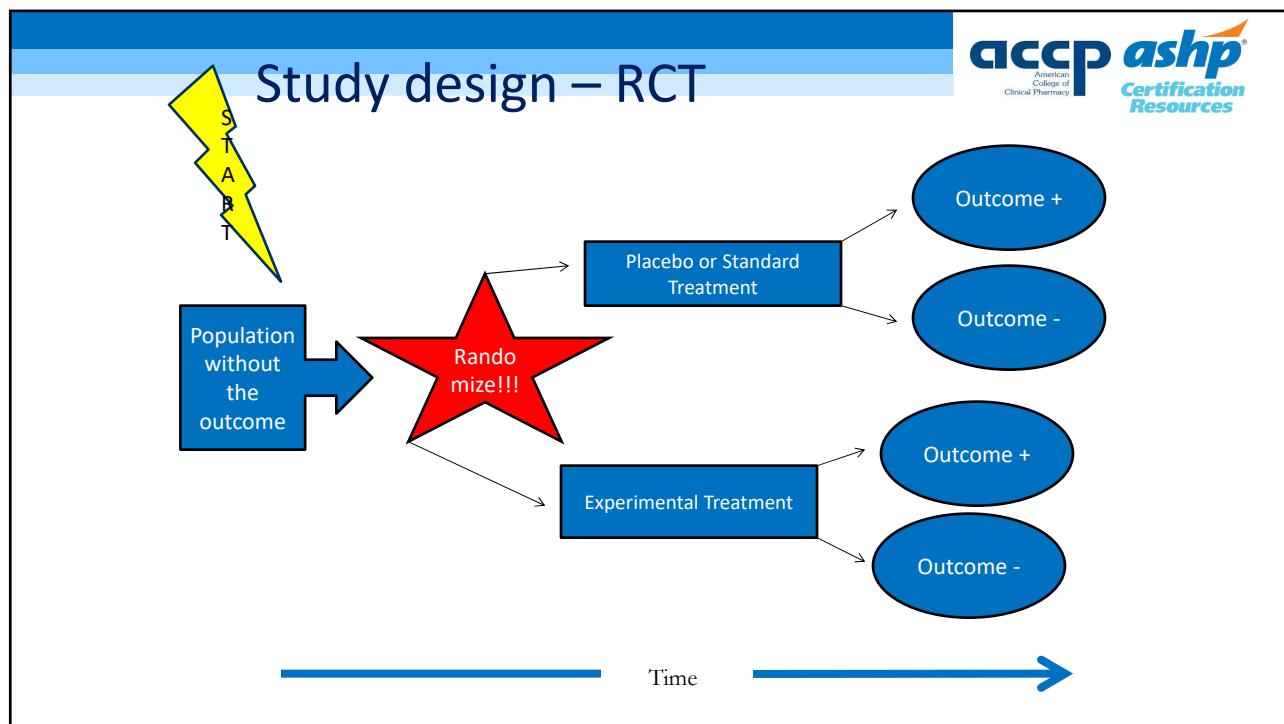 Study design – RCT
accp
American
College of
Clinical Pharmacy
ashp®
Certification
Resources
S
T
A
R
T
Population
without
the
outcome
Rando
mize!!!
Placebo or Standard
Treatment
Outcome +
Outcome -
Experimental Treatment
Outcome +
Outcome -
Time